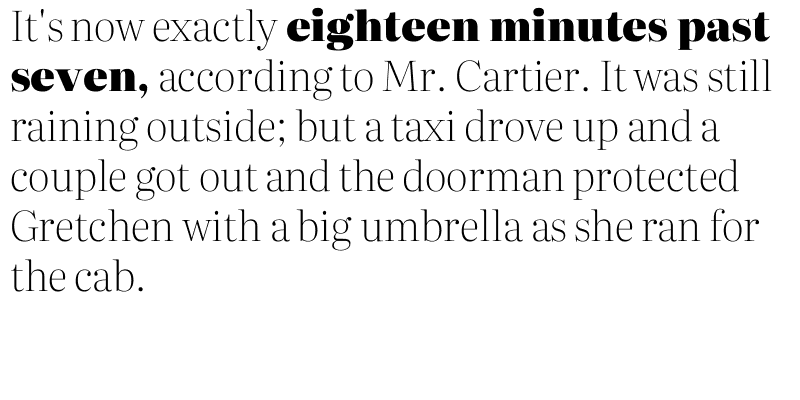 It's now exactly eighteen minutes past
seven, according to Mr. Cartier. It was still
raining outside; but a taxi drove up and a
couple got out and the doorman protected
Gretchen with a big umbrella as she ran for
the cab.